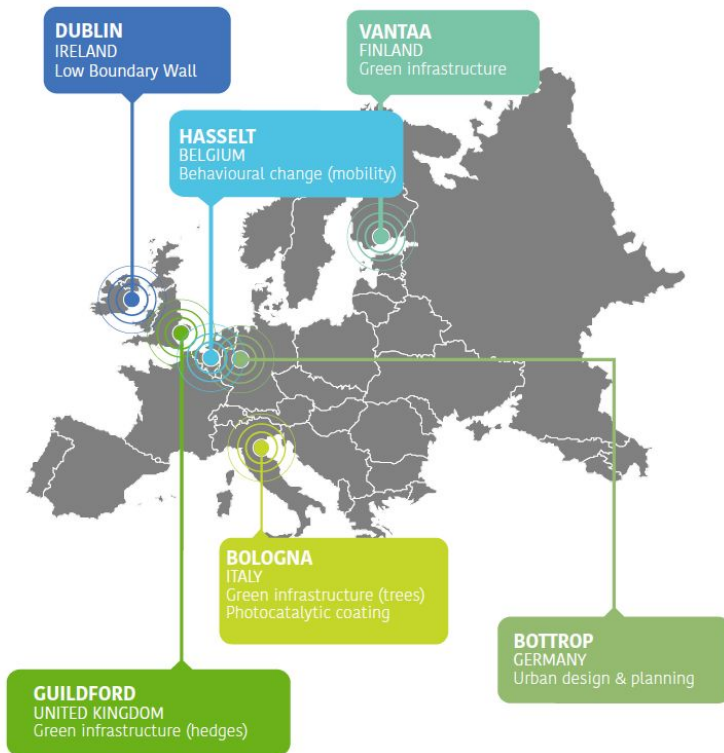 DUBLIN
IRELAND
Low Boundary Wall
VANTAA
FINLAND
Green infrastructure
HASSELT
BELGIUM
Behavioural change (mobility)
BOLOGNA
ITALY
Green infrastructure (trees)
Photocatalytic coating
BOTTROP
GERMANY
Urban design & planning
GUILDFORD
UNITED KINGDOM
Green infrastructure (hedges)